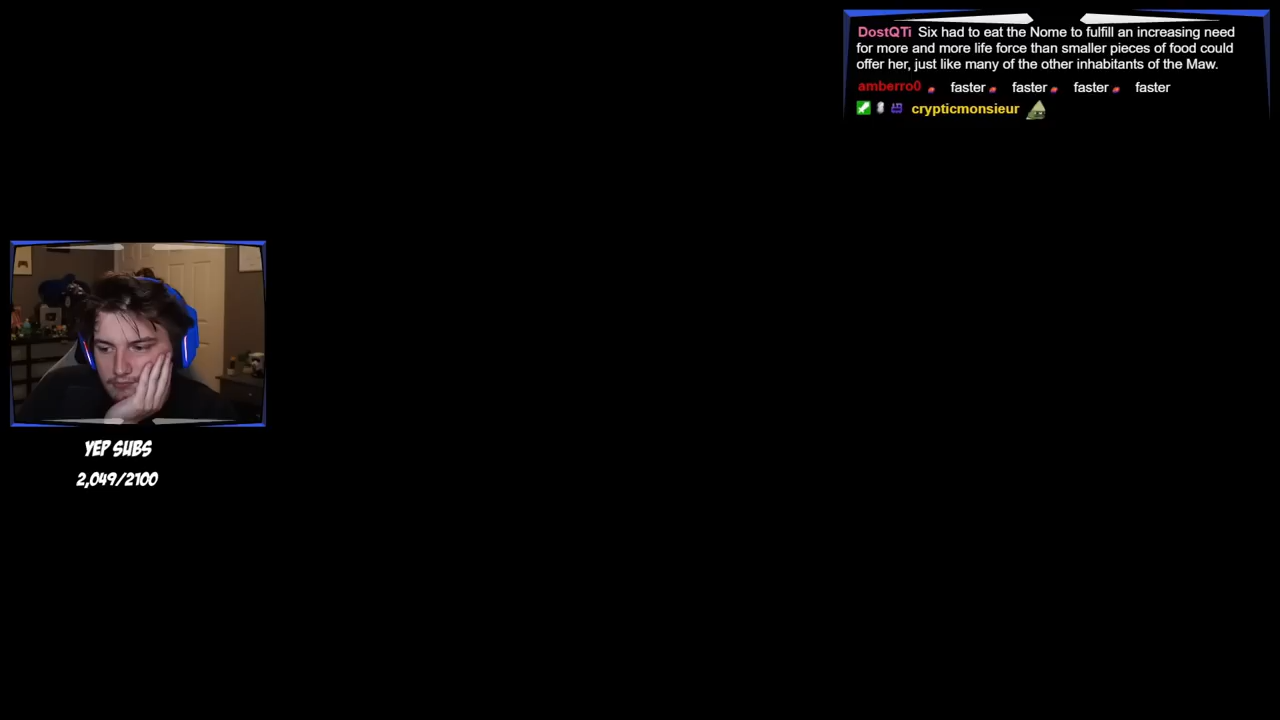 DostQTi Six had to eat the Nome to fulfill an increasing need
for more and more life force than smaller pieces of food could
offer her, just like many of the other inhabitants of the Maw.
amberro0 faster faster faster faster
crypticmonsieur
YEP SUBS
2,049/2100